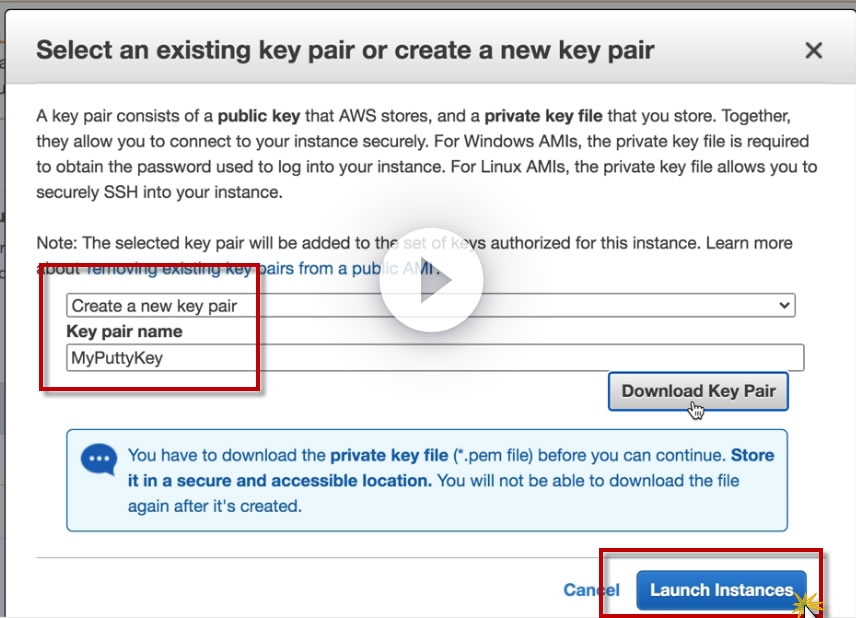 Select an existing key pair or create a new key pair
A key pair consists of a public key that AWS stores, and a private key file that you store. Together,
they allow you to connect to your instance securely. For Windows AMIs, the private key file is required
to obtain the password used to log into your instance. For Linux AMIs, the private key file allows you to
securely SSH into your instance.
Note: The selected key pair will be added to the set of keys authorized for this instance. Learn more
about removing existing key pairs from a public AMI.
Create a new key pair
Key pair name
MyPuttyKey
Download Key Pair
You have to download the private key file (*.pem file) before you can continue. Store
it in a secure and accessible location. You will not be able to download the file
again after it's created.
Cancel
Launch Instances